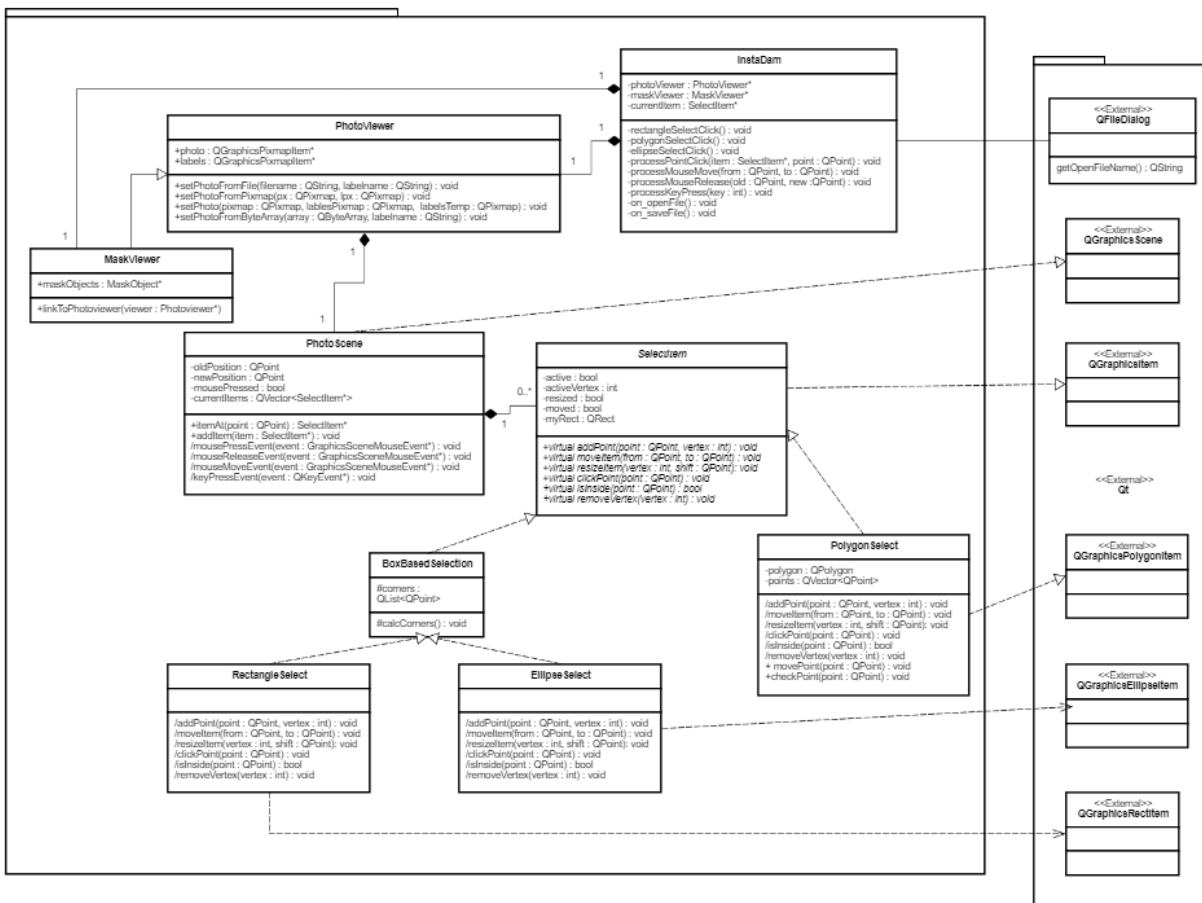 InstaDam
-photoViewer : PhotoViewer*
-maskViewer : MaskViewer*
-currentItem : SelectItem*
-rectangleSelectClick() : void
-polygonSelectClick() : void
-ellipseSelectClick() : void
-processPointClick(item : SelectItem*, point : QPoint) : void
-processMouseMove(from : QPoint, to : QPoint) : void
-processMouseRelease(old : QPoint, new :QPoint) : void
-processKeyPress(key : int) : void
-on_openFile() : void
-on_saveFile() : void
1
1
1
1
1
1
PhotoViewer
+photo : QGraphicsPixmapItem*
+labels : QGraphicsPixmapItem*
+setPhotoFromFile(filename : QString, labelname : QString) : void
+setPhotoFromPixmap(px : QPixmap, lpx : QPixmap) : void
+setPhoto(pixmap : QPixmap, lablesPixmap : QPixmap, labelsTemp : QPixmap) : void
+setPhotoFromByteArray(array : QByteArray, labelname : QString) : void
MaskViewer
+maskObjects : MaskObject*
+linkToPhotoviewer(viewer : Photoviewer*)
PhotoScene
-oldPosition : QPoint
-newPosition : QPoint
-mousePressed : bool
-currentItems : QVector<SelectItem*>
+itemAt(point : QPoint) : SelectItem*
+addItem(item : SelectItem*) : void
/mousePressEvent(event : GraphicsSceneMouseEvent*) : void
/mouseReleaseEvent(event : GraphicsSceneMouseEvent*) : void
/mouseMoveEvent(event : GraphicsSceneMouseEvent*) : void
/keyPressEvent(event : QKeyEvent*) : void
0..*
1
SelectItem
-active : bool
-activeVertex : int
-resized : bool
-moved : bool
-myRect : QRect
+virtual addPoint(point : QPoint, vertex : int) : void
+virtual moveItem(from : QPoint, to : QPoint) : void
+virtual resizeItem(vertex : int, shift : QPoint): void
+virtual clickPoint(point : QPoint) : void
+virtual isInside(point : QPoint) : bool
+virtual removeVertex(vertex : int) : void
BoxBasedSelection
#corners :
QList<QPoint>
#calcCorners() : void
PolygonSelect
-polygon : QPolygon
-points : QVector<QPoint>
/addPoint(point : QPoint, vertex : int) : void
/moveItem(from : QPoint, to : QPoint) : void
/resizeItem(vertex : int, shift : QPoint): void
/clickPoint(point : QPoint) : void
/isInside(point : QPoint) : bool
/removeVertex(vertex : int) : void
+ movePoint(point : QPoint) : void
+checkPoint(point : QPoint) : void
RectangleSelect
/addPoint(point : QPoint, vertex : int) : void
/moveItem(from : QPoint, to : QPoint) : void
/resizeItem(vertex : int, shift : QPoint): void
/clickPoint(point : QPoint) : void
/isInside(point : QPoint) : bool
/removeVertex(vertex : int) : void
EllipseSelect
/addPoint(point : QPoint, vertex : int) : void
/moveItem(from : QPoint, to : QPoint) : void
/resizeItem(vertex : int, shift : QPoint): void
/clickPoint(point : QPoint) : void
/isInside(point : QPoint) : bool
/removeVertex(vertex : int) : void
<<External>>
QFileDialog
getOpenFileName() : QString
<<External>>
QGraphicsScene
<<External>>
QGraphicsItem
<<External>>
Qt
<<External>>
QGraphicsPolygonItem
<<External>>
QGraphicsEllipseItem
<<External>>
QGraphicsRectItem